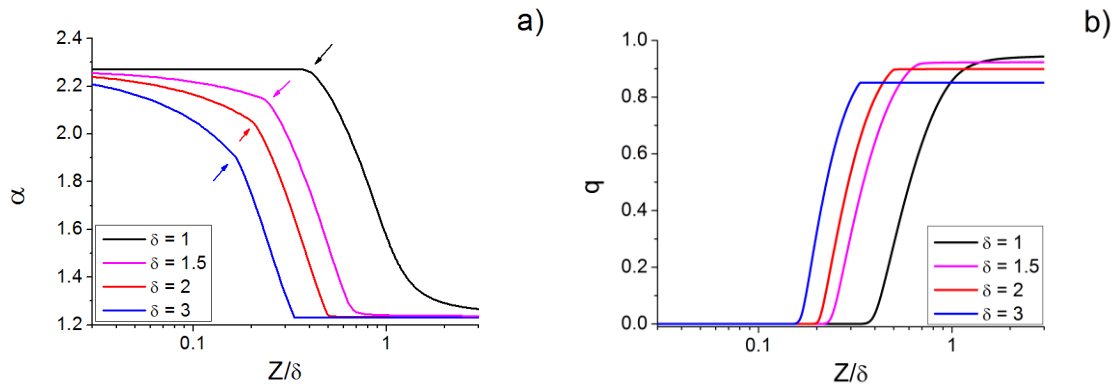 a)
2.4
2.2
2.0
1.8
1.6
1.4
1.2
α
δ = 1
δ = 1.5
δ = 2
δ = 3
0.1
1
Z/δ
b)
1.0
0.8
0.6
0.4
0.2
0.0
q
δ = 1
δ = 1.5
δ = 2
δ = 3
0.1
1
Z/δ